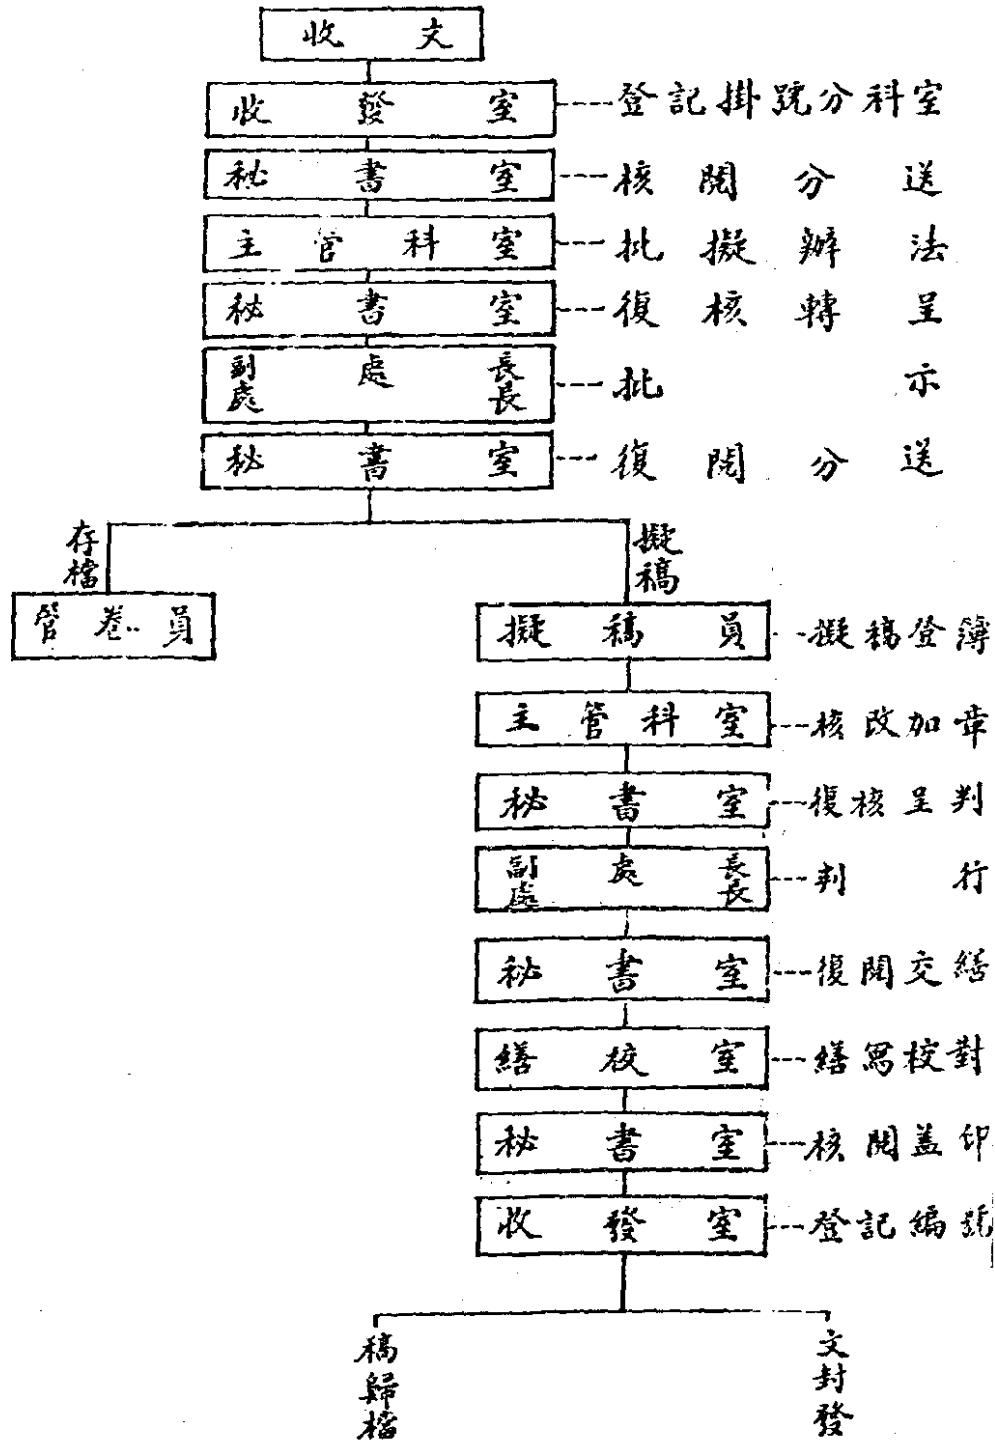 收文
收發室 登記掛號分科室
秘書室 核閱分送
主管科室 批擬辦法
秘書室 復核轉呈
副處長
處長 批示
秘書室 復閱分送
存檔
擬稿
管卷員
擬稿員 擬稿登簿
主管科室 核改加章
秘書室 復核呈判
副處長
處長 判行
秘書室 復閱交繕
繕校室 繕寫校對
秘書室 核閱蓋印
收發室 登記編號
稿歸檔
文封發